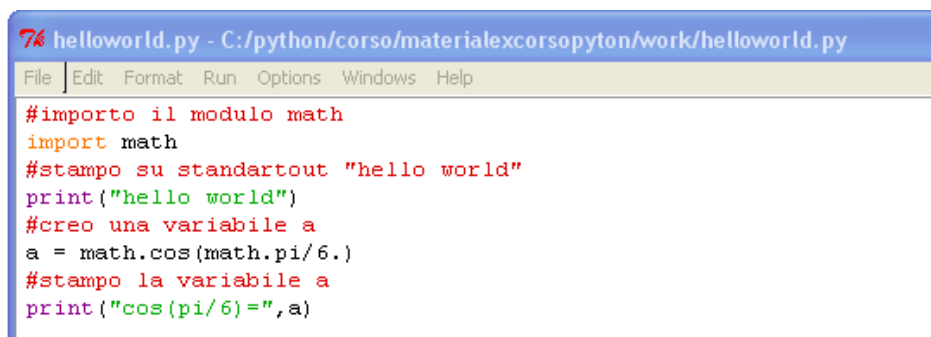 helloworld.py - C:/python/corso/materialexcorsopyton/work/helloworld.py
File Edit Format Run Options Windows Help
#importo il modulo math
import math
#stampo su standartout "hello world"
print("hello world")
#creo una variabile a
a = math.cos(math.pi/6.)
#stampo la variabile a
print("cos(pi/6)=",a)